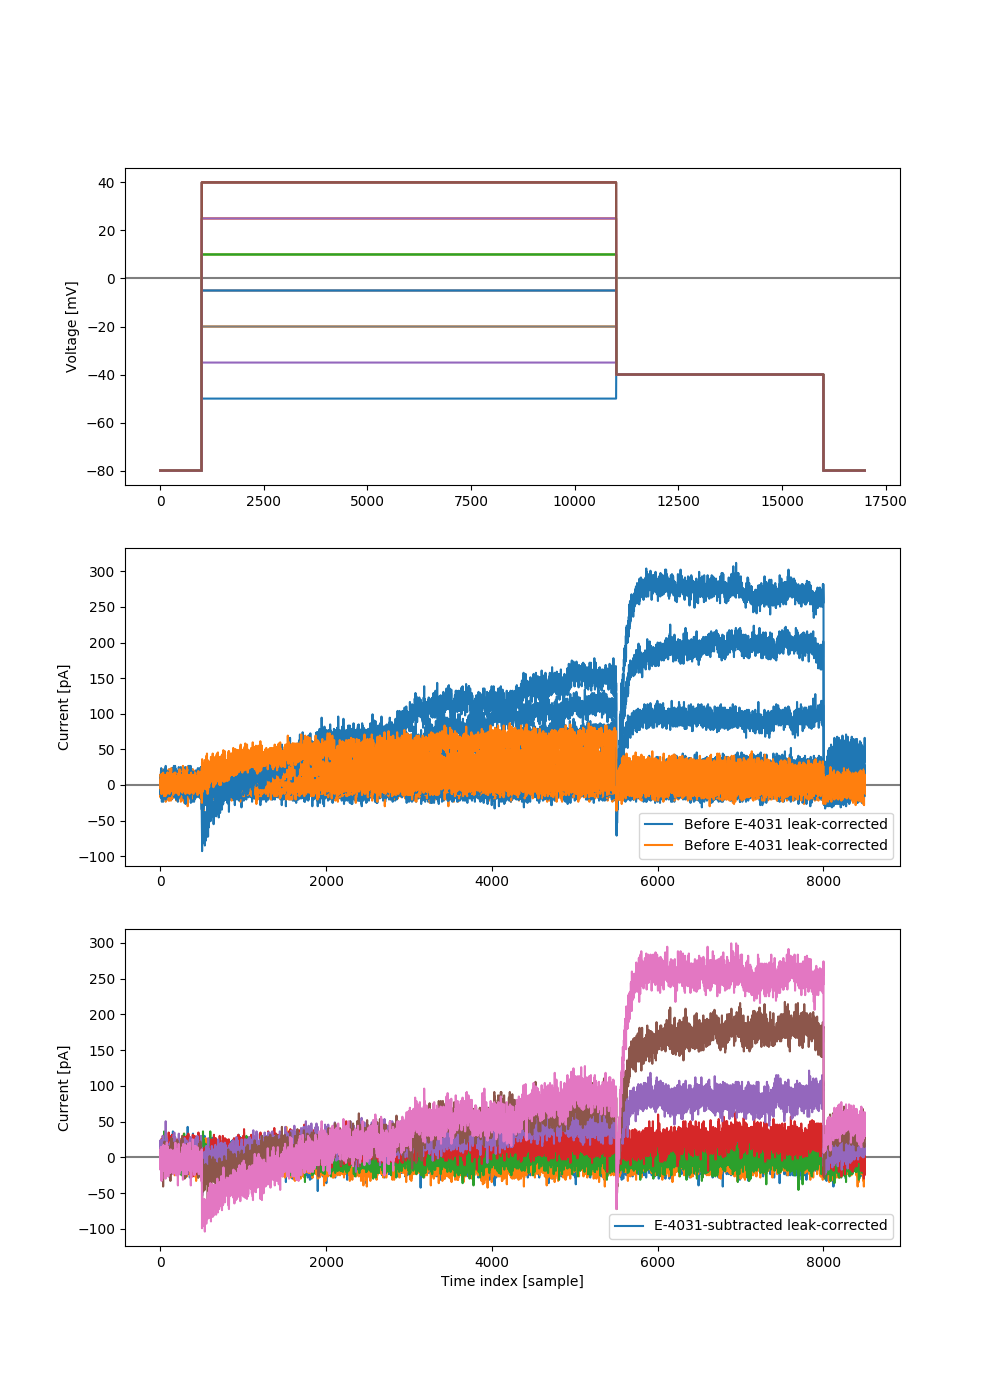 Voltage [mV]
40
20
0
−20
−40
−60
−80
0 2500 5000 7500 10000 12500 15000 17500
Current [pA]
300
250
200
150
100
50
0
−50
−100
Before E-4031 leak-corrected
Before E-4031 leak-corrected
0 2000 4000 6000 8000
Current [pA]
300
250
200
150
100
50
0
−50
−100
E-4031-subtracted leak-corrected
0 2000 4000 6000 8000
Time index [sample]